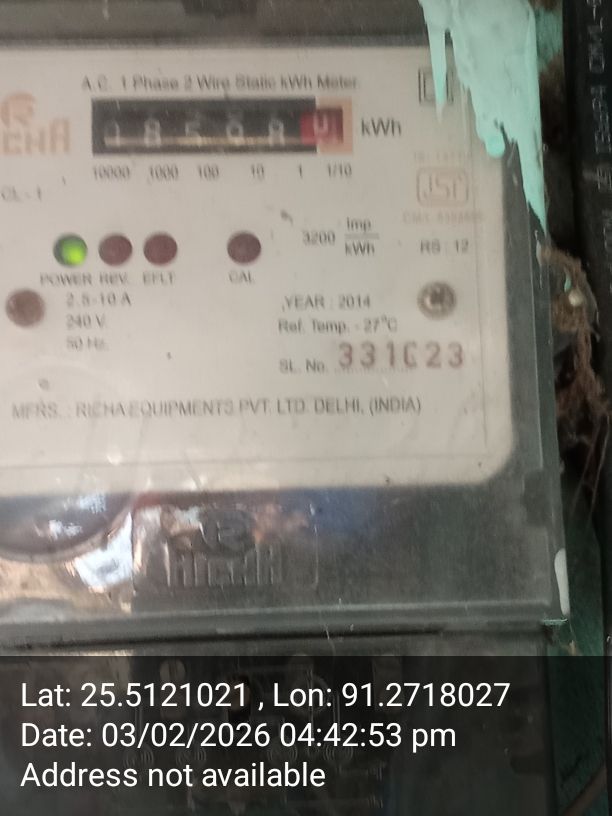 A.C. 1 Phase 2 Wire Static kWh Meter
RICHA
kWh
10000 1000 100 10 1 1/10
CL - 1
3200 Imp
kWh
RS : 12
POWER REV. EFLT CAL
2.5-10 A
240 V.
50 Hz.
YEAR : 2014
Ref. Temp. - 27°C
SL. No.
MFRS. : RICHA EQUIPMENTS PVT. LTD. DELHI, (INDIA)
Lat: 25.5121021 , Lon: 91.2718027
Date: 03/02/2026 04:42:53 pm
Address not available